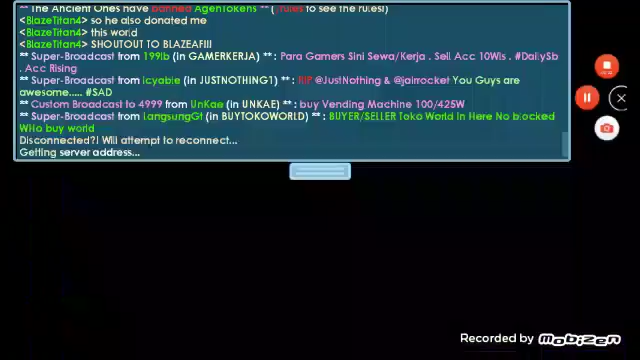 ** The Ancient Ones have banned AgenTokens ** (/rules to see the rules!)
<BlazeTitan4> so he also donated me
<BlazeTitan4> this world
<BlazeTitan4> SHOUTOUT TO BLAZEAFIII
** Super-Broadcast from 199lb (in GAMERKERJA) ** : Para Gamers Sini Sewa/Kerja . Sell Acc 10Wls . #DailySb
. Acc Rising
** Super-Broadcast from icyable (in JUSTNOTHING1) ** : RIP @JustNothing & @jairocket You Guys are
awesome..... #SAD
** Custom Broadcast to 4999 from UnKae (in UNKAE) ** : buy Vending Machine 100/425W
** Super-Broadcast from LangsungGt (in BUYTOKOWORLD) ** : BUYER/SELLER Toko World In Here No blocked
WHo buy world
Disconnected?! Will attempt to reconnect...
Getting server address...
Recorded by mobizen